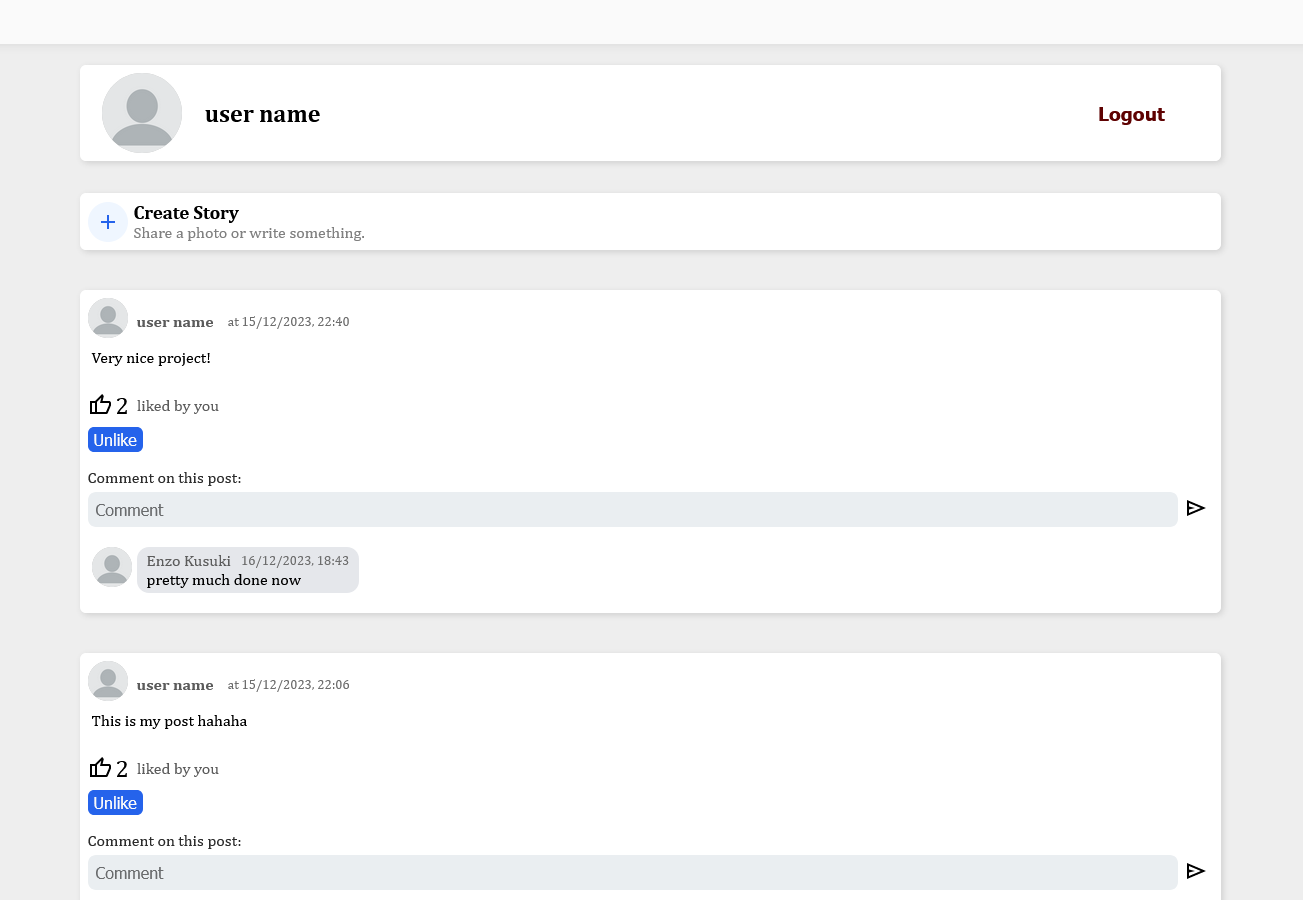 user name
Logout
Create Story
Share a photo or write something.
user name at 15/12/2023, 22:40
Very nice project!
2 liked by you
Unlike
Comment on this post:
Comment
Enzo Kusuki 16/12/2023, 18:43
pretty much done now
user name at 15/12/2023, 22:06
This is my post hahaha
2 liked by you
Unlike
Comment on this post:
Comment